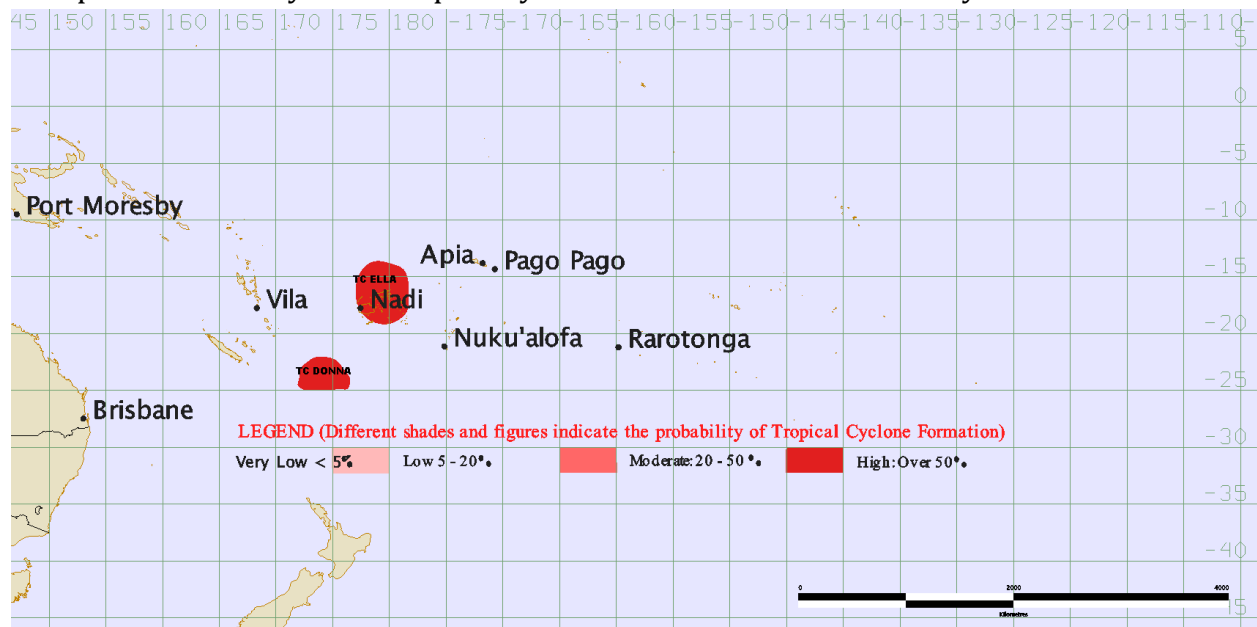 45 150 155 160 165 170 175 180 -175 -170 -165 -160 -155 -150 -145 -140 -135 -130 -125 -120 -115 -110
5
0
-5
Port Moresby
-10
Apia
Pago Pago
TC ELLA
-15
Vila
Nadi
Nuku'alofa
Rarotonga
-20
TC DONNA
-25
Brisbane
LEGEND (Different shades and figures indicate the probability of Tropical Cyclone Formation)
-30
Very Low < 5% Low 5 - 20% Moderate: 20 - 50 % High: Over 50%
-35
-40
0 2000 4000
Kilometres